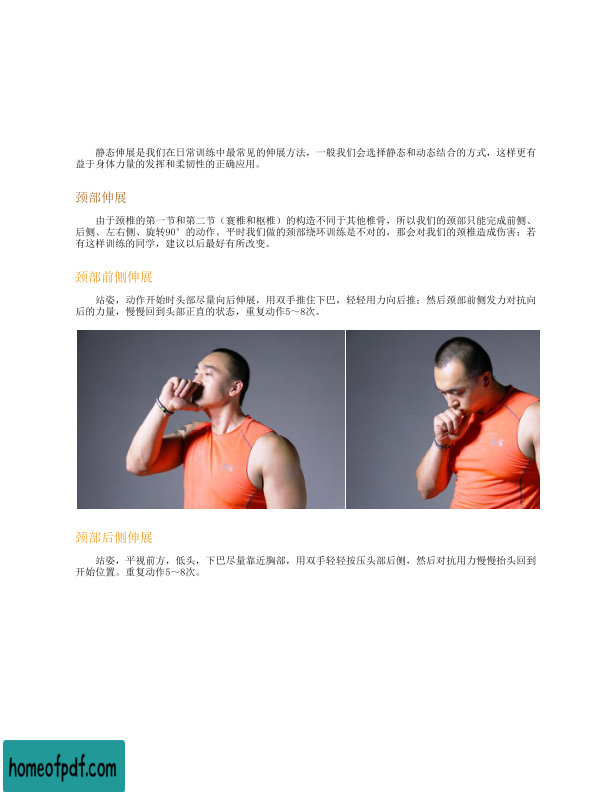 静态伸展是我们在日常训练中最常见的伸展方法，一般我们会选择静态和动态结合的方式，这样更有
益于身体力量的发挥和柔韧性的正确应用。
颈部伸展
由于颈椎的第一节和第二节（寰椎和枢椎）的构造不同于其他椎骨，所以我们的颈部只能完成前侧、
后侧、左右侧、旋转90°的动作。平时我们做的颈部绕环训练是不对的，那会对我们的颈椎造成伤害；若
有这样训练的同学，建议以后最好有所改变。
颈部前侧伸展
站姿，动作开始时头部尽量向后伸展，用双手推住下巴，轻轻用力向后推；然后颈部前侧发力对抗向
后的力量，慢慢回到头部正直的状态，重复动作5～8次。
颈部后侧伸展
站姿，平视前方，低头，下巴尽量靠近胸部，用双手轻轻按压头部后侧，然后对抗用力慢慢抬头回到
开始位置。重复动作5～8次。
homeofpdf.com